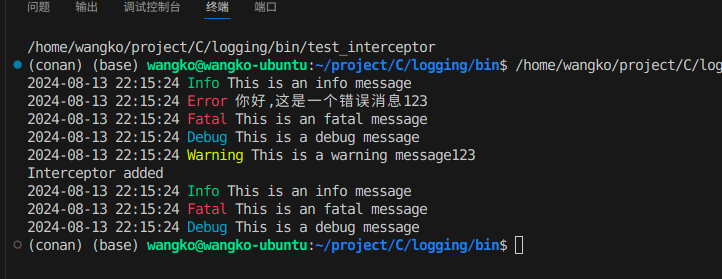 问题 输出 调试控制台 终端 端口
/home/wangko/project/C/logging/bin/test_interceptor
(conan) (base) wangko@wangko-ubuntu:~/project/C/logging/bin$ /home/wangko/project/C/log
2024-08-13 22:15:24 Info This is an info message
2024-08-13 22:15:24 Error 你好,这是一个错误消息123
2024-08-13 22:15:24 Fatal This is an fatal message
2024-08-13 22:15:24 Debug This is a debug message
2024-08-13 22:15:24 Warning This is a warning message123
Interceptor added
2024-08-13 22:15:24 Info This is an info message
2024-08-13 22:15:24 Fatal This is an fatal message
2024-08-13 22:15:24 Debug This is a debug message
(conan) (base) wangko@wangko-ubuntu:~/project/C/logging/bin$